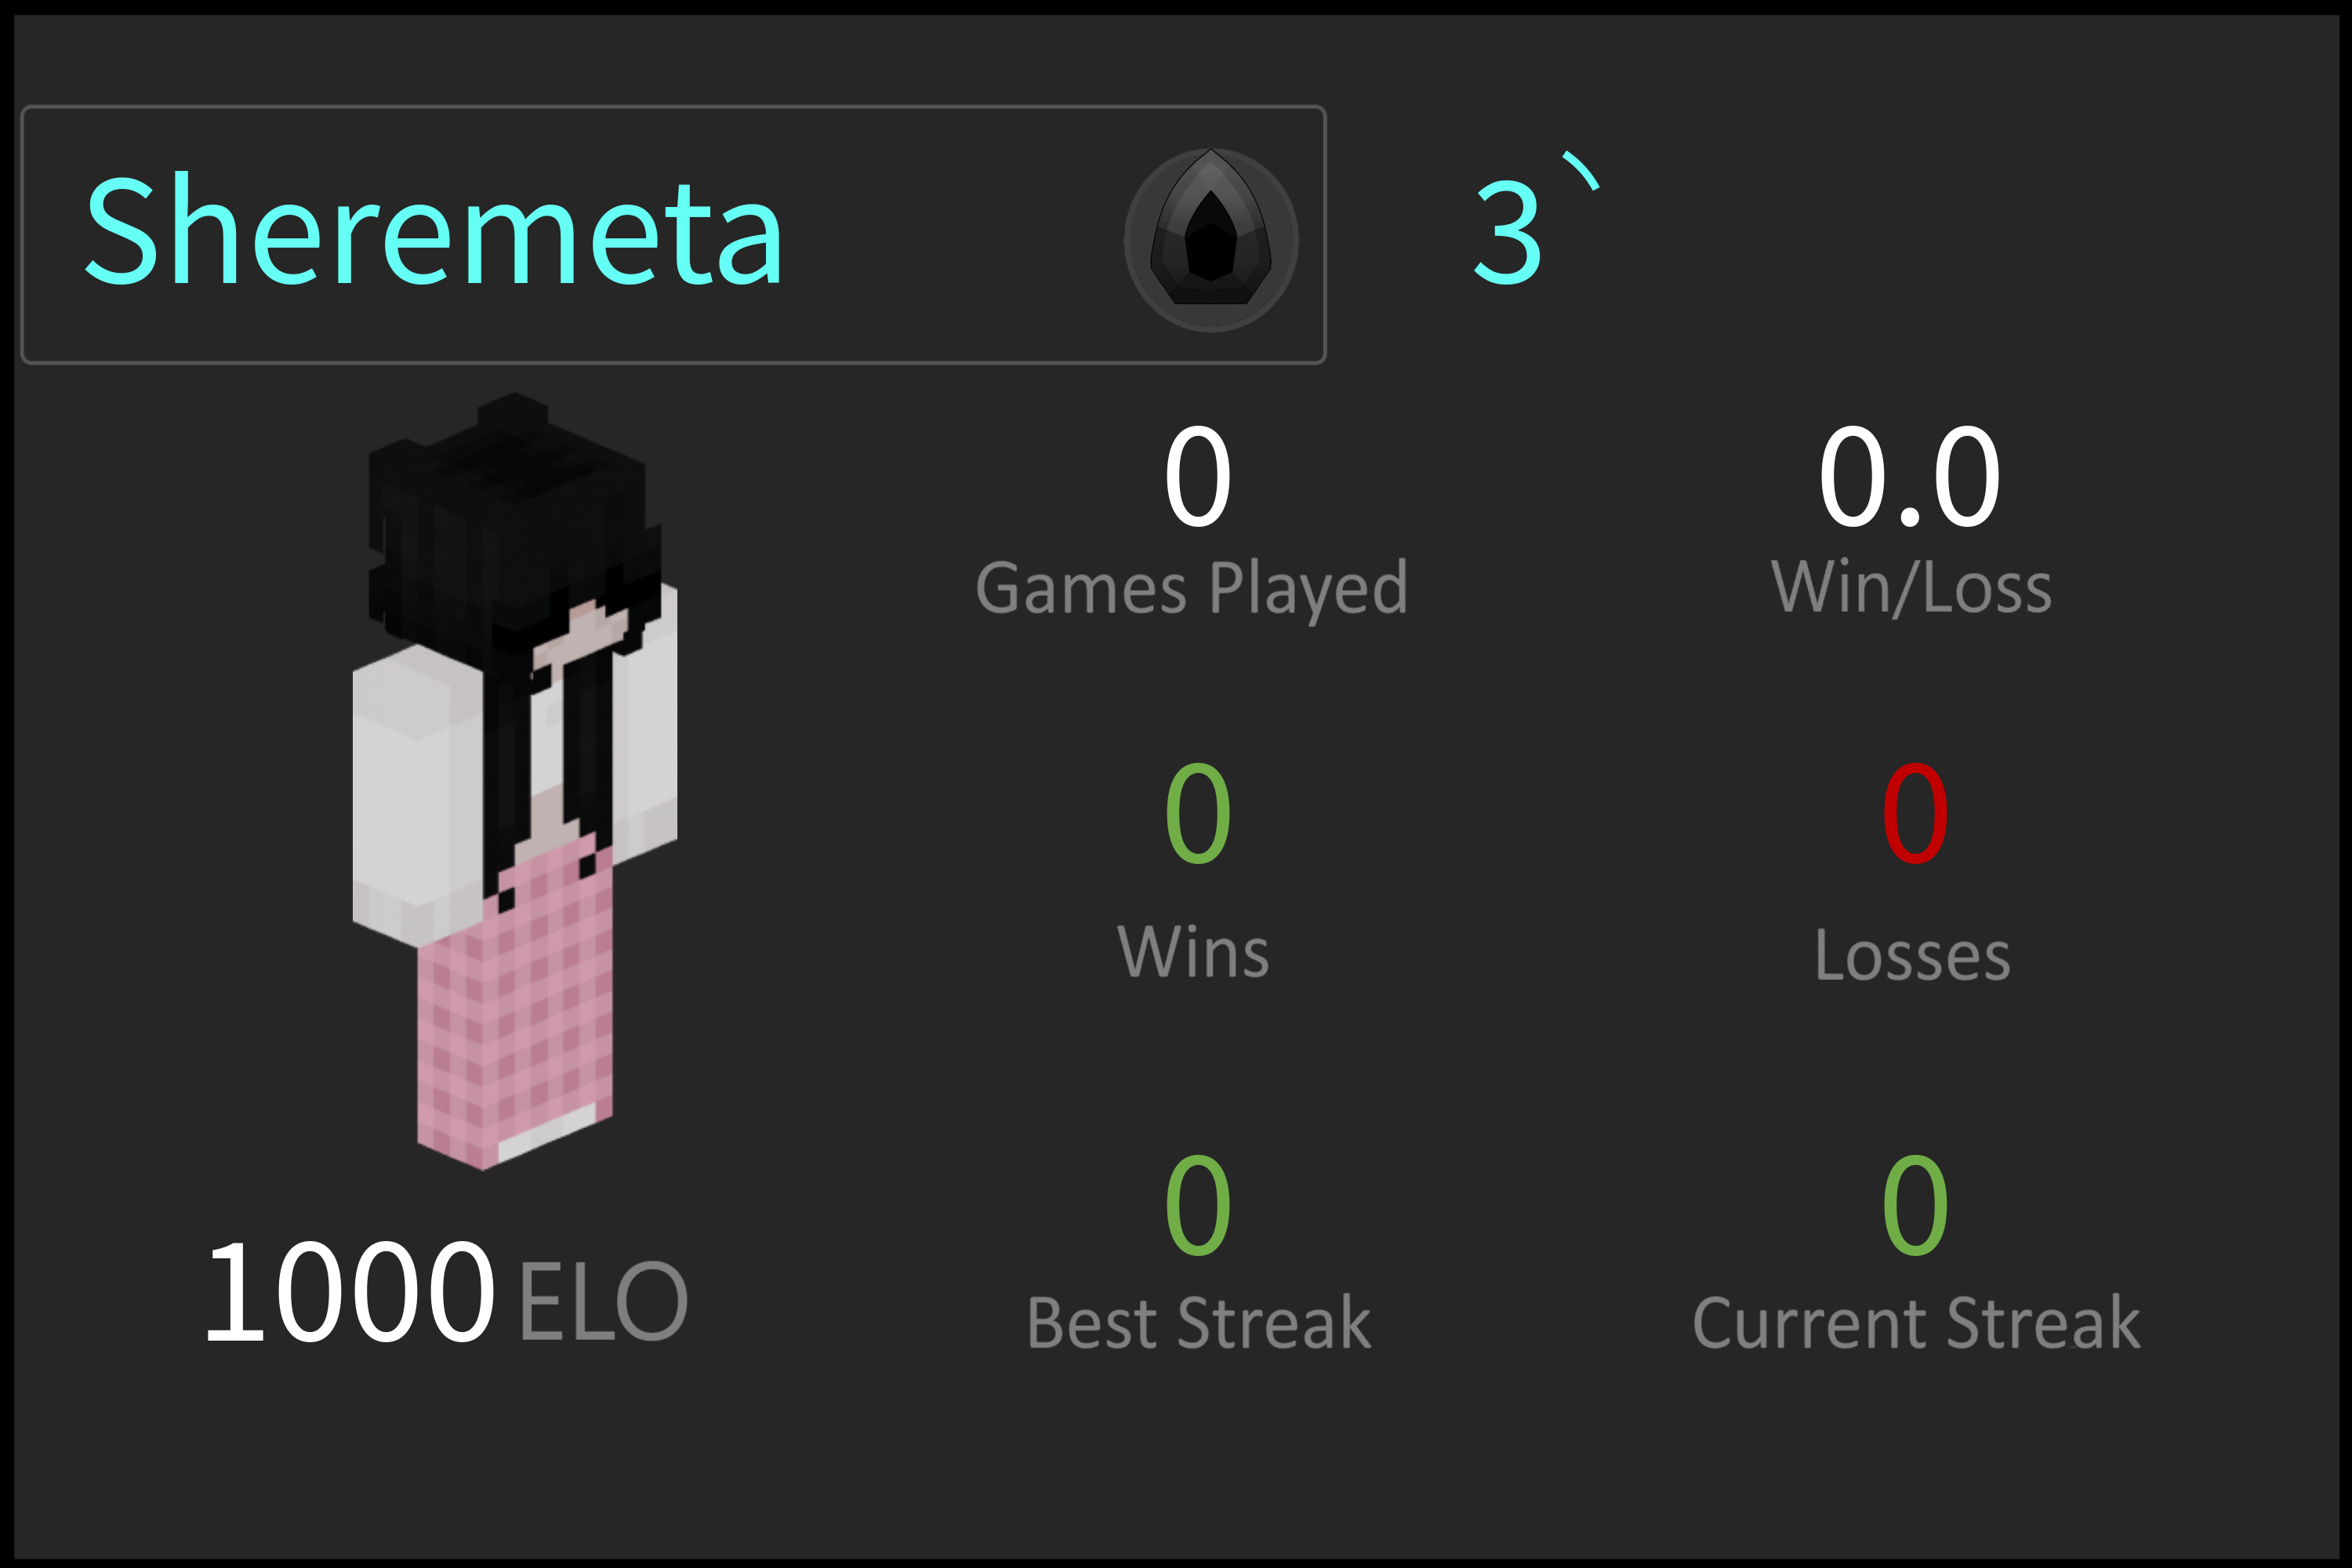 Sheremeta 3`
0 0.0
Games Played Win/Loss
0 0
Wins Losses
0 0
1000 ELO Best Streak Current Streak